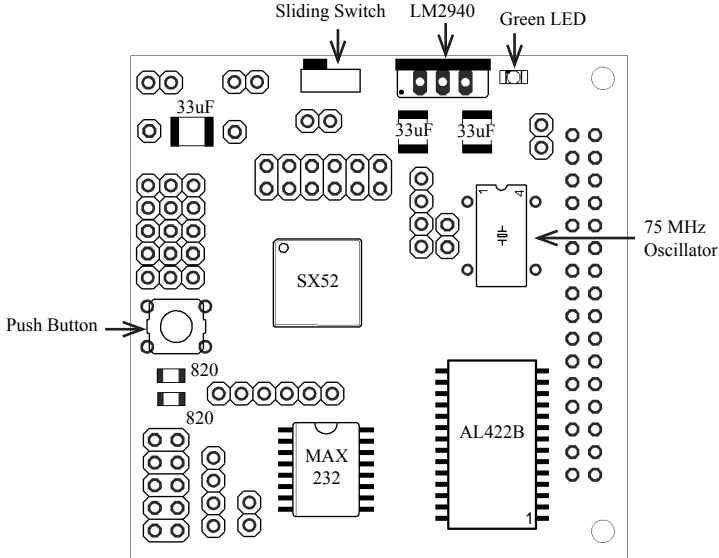 Sliding Switch
LM2940
Green LED
33uF
33uF
33uF
1
4
75 MHz
Oscillator
SX52
Push Button
820
820
AL422B
MAX
232
1